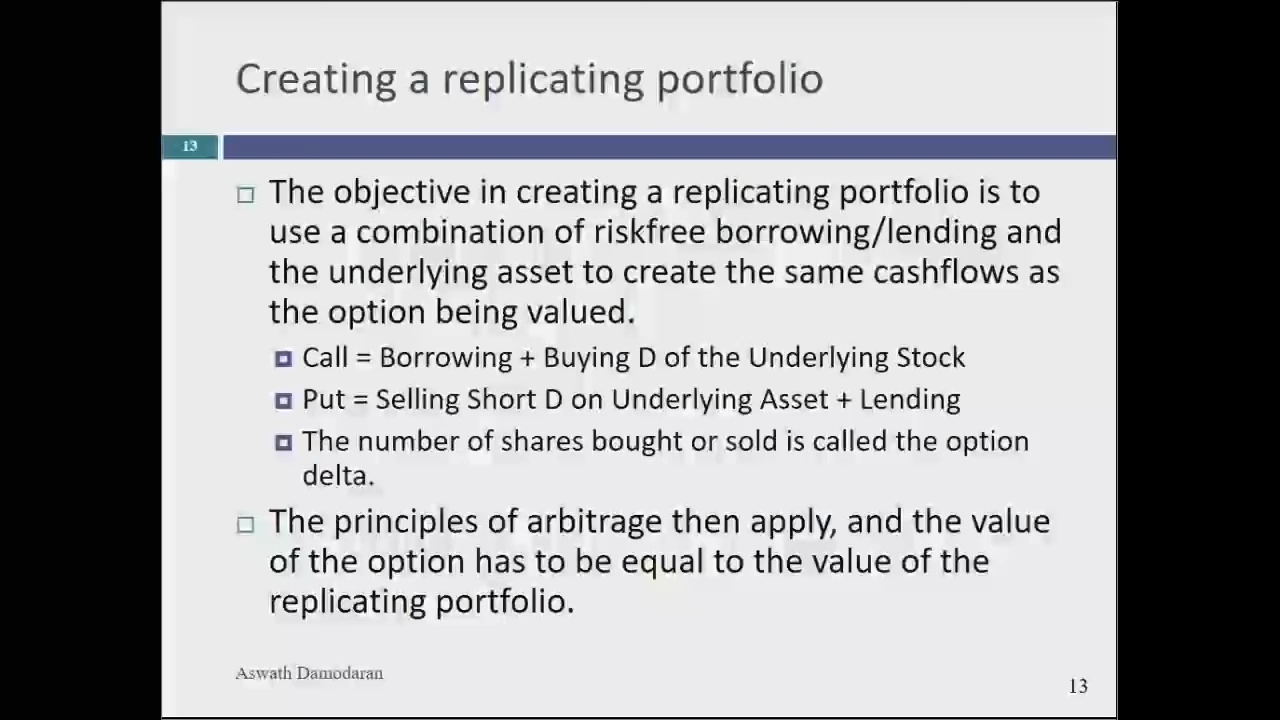 Creating a replicating portfolio
13
The objective in creating a replicating portfolio is to
use a combination of riskfree borrowing/lending and
the underlying asset to create the same cashflows as
the option being valued.
Call = Borrowing + Buying D of the Underlying Stock
Put = Selling Short D on Underlying Asset + Lending
The number of shares bought or sold is called the option
delta.
The principles of arbitrage then apply, and the value
of the option has to be equal to the value of the
replicating portfolio.
Aswath Damodaran
13